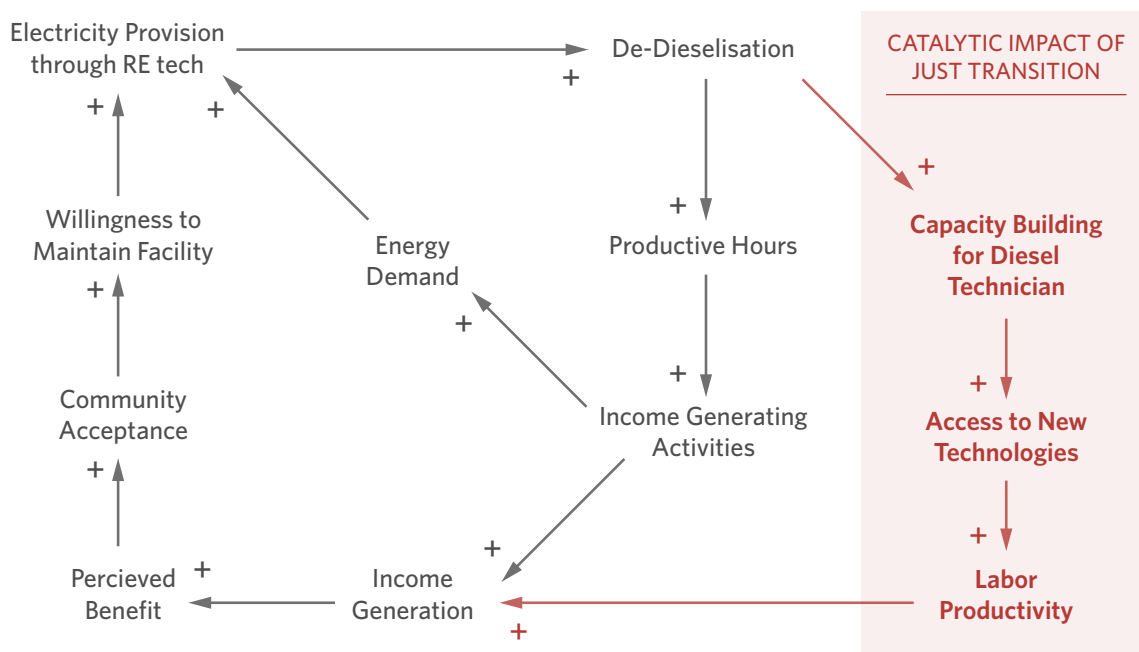 Electricity Provision
through RE tech
+
+
De-Dieselisation
+
CATALYTIC IMPACT OF
JUST TRANSITION
+
Willingness to
Maintain Facility
+
Energy
Demand
+
+
Productive Hours
Capacity Building
for Diesel
Technician
Community
Acceptance
+
+
Income Generating
Activities
+
Access to New
Technologies
Percieved
Benefit
+
+
Income
Generation
+
+
Labor
Productivity